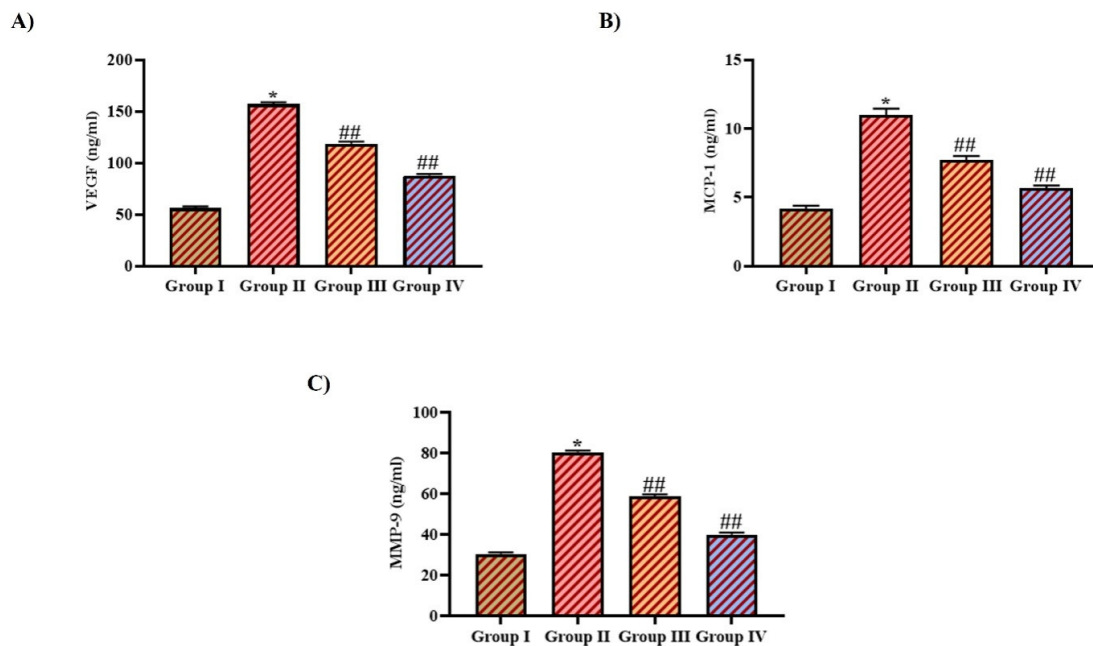 A)
VEGF (ng/ml)
200
150
100
50
0
*
##
##
Group I Group II Group III Group IV
B)
MCP-1 (ng/ml)
15
10
5
0
*
##
##
Group I Group II Group III Group IV
C)
MMP-9 (ng/ml)
100
80
60
40
20
0
*
##
##
Group I Group II Group III Group IV